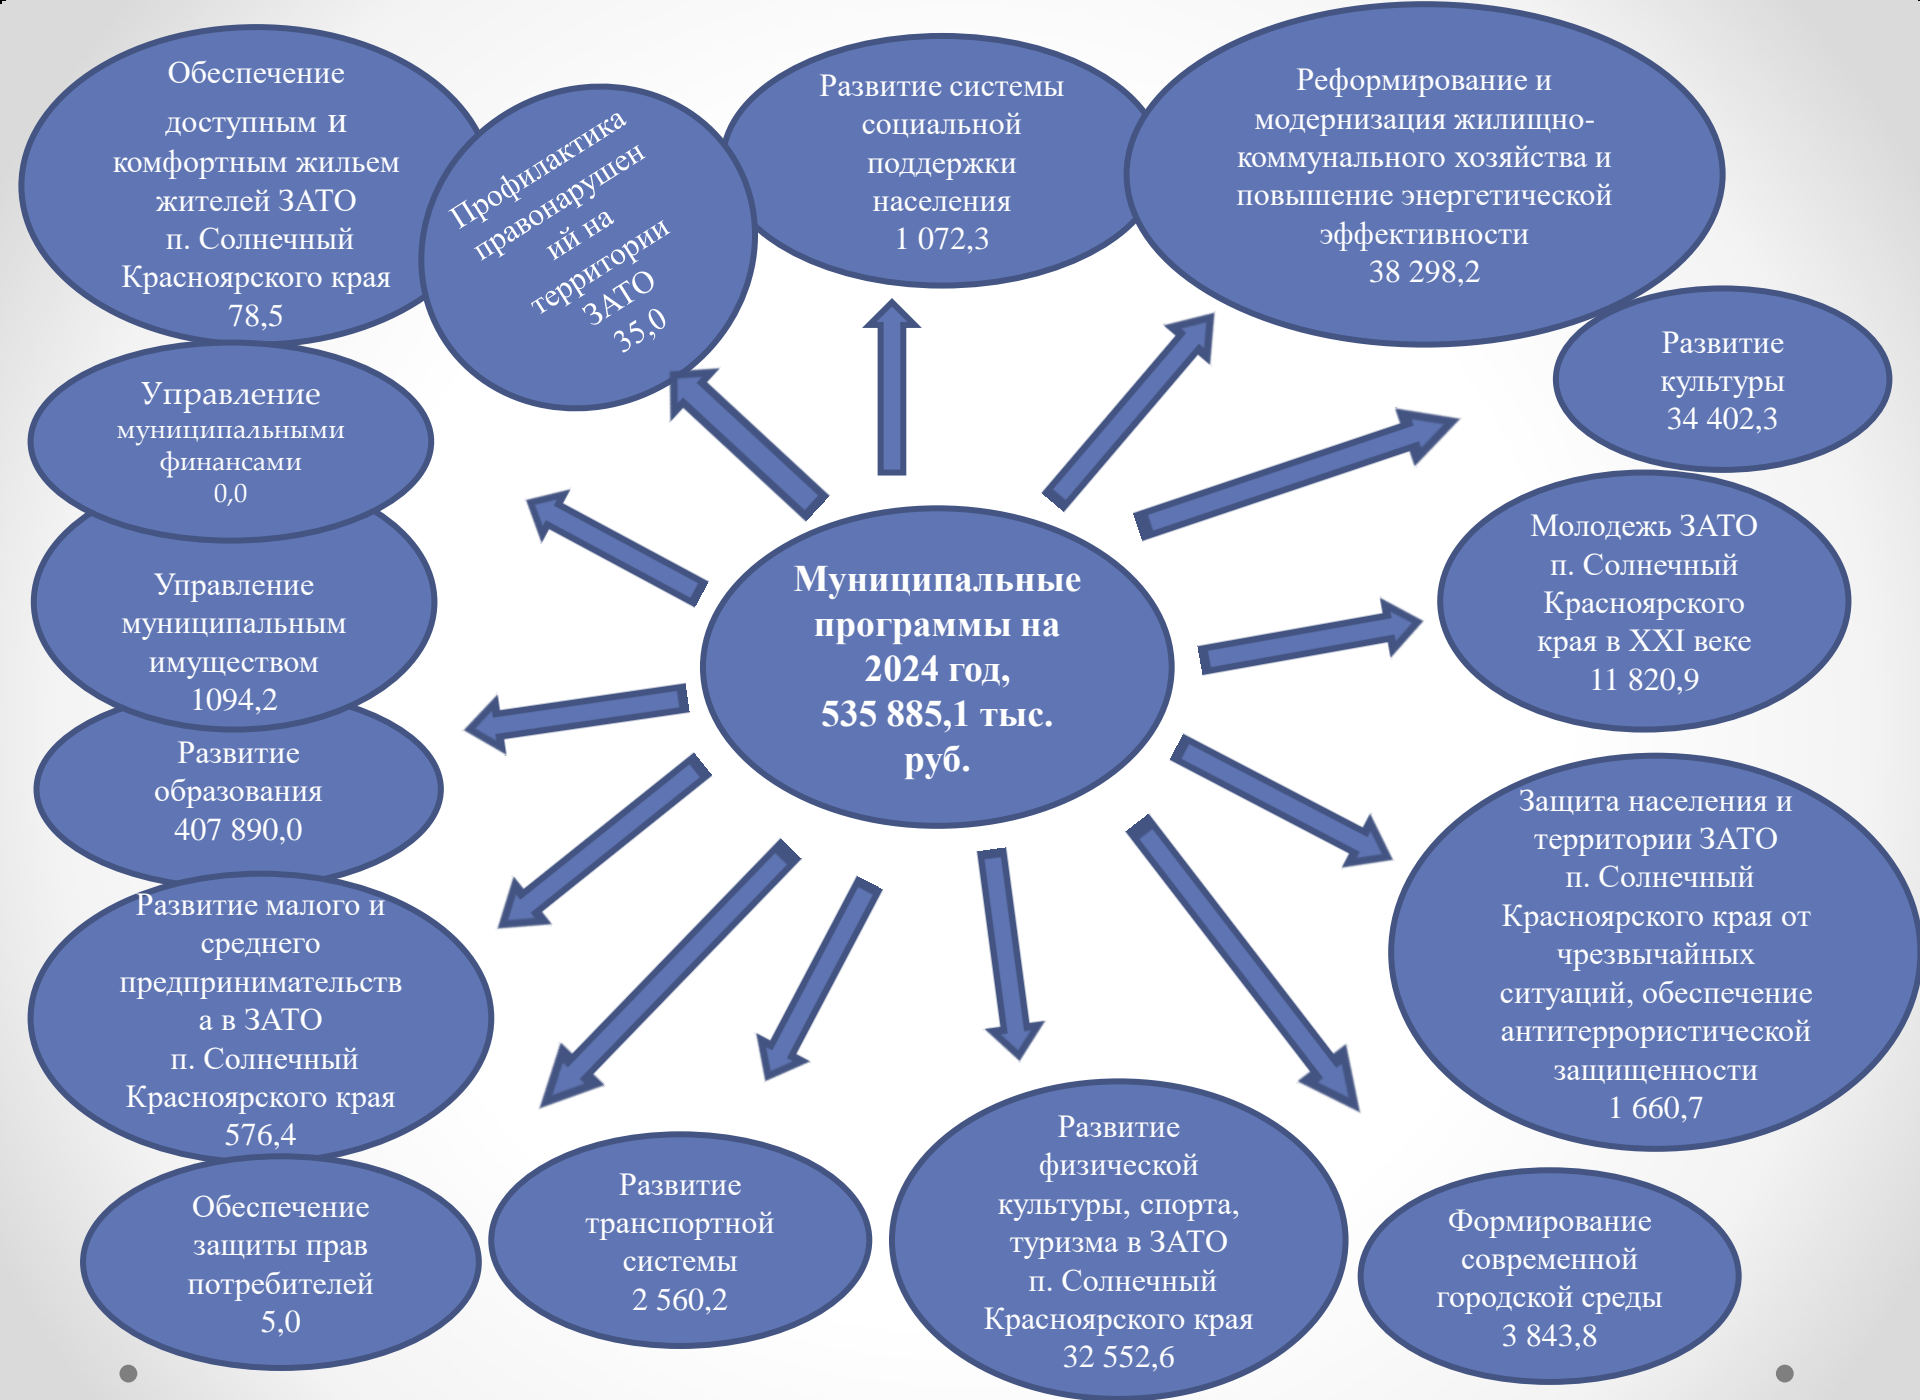 Обеспечение
доступным и
комфортным жильем
жителей ЗАТО
п. Солнечный
Красноярского края
78,5
Профилактика
правонарушен
ий на
территории
ЗАТО
35,0
Развитие системы
социальной
поддержки
населения
1 072,3
Реформирование и
модернизация жилищно-
коммунального хозяйства и
повышение энергетической
эффективности
38 298,2
Развитие
культуры
34 402,3
Управление
муниципальными
финансами
0,0
Управление
муниципальным
имуществом
1094,2
Муниципальные
программы на
2024 год,
535 885,1 тыс.
руб.
Молодежь ЗАТО
п. Солнечный
Красноярского
края в XXI веке
11 820,9
Развитие
образования
407 890,0
Защита населения и
территории ЗАТО
п. Солнечный
Красноярского края от
чрезвычайных
ситуаций, обеспечение
антитеррористической
защищенности
1 660,7
Развитие малого и
среднего
предпринимательств
а в ЗАТО
п. Солнечный
Красноярского края
576,4
Обеспечение
защиты прав
потребителей
5,0
Развитие
транспортной
системы
2 560,2
Развитие
физической
культуры, спорта,
туризма в ЗАТО
п. Солнечный
Красноярского края
32 552,6
Формирование
современной
городской среды
3 843,8